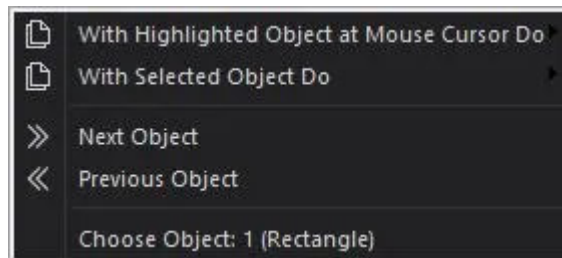 With Highlighted Object at Mouse Cursor Do
With Selected Object Do
Next Object
Previous Object
Choose Object: 1 (Rectangle)